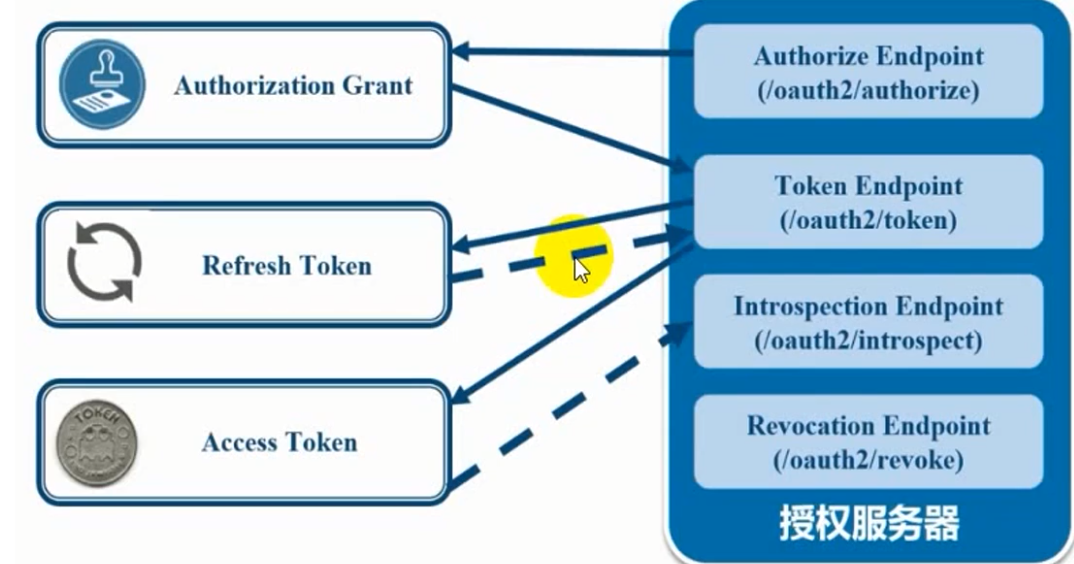 Authorization Grant
Refresh Token
TOKEN
Access Token
Authorize Endpoint
(/oauth2/authorize)
Token Endpoint
(/oauth2/token)
Introspection Endpoint
(/oauth2/introspect)
Revocation Endpoint
(/oauth2/revoke)
授权服务器